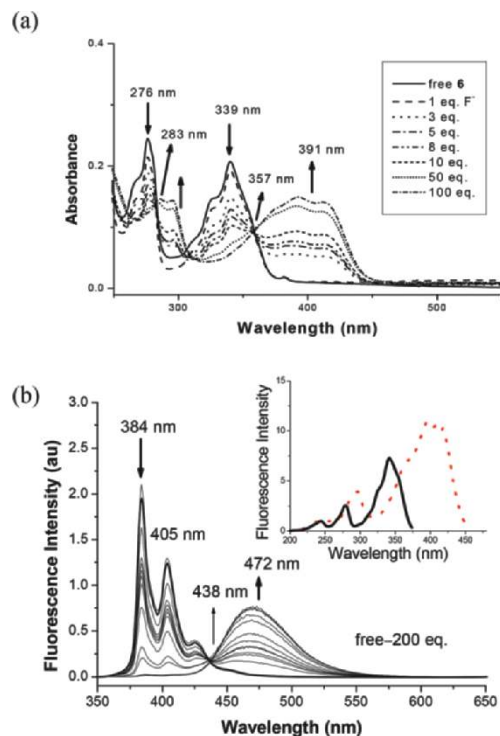 (a)
0.4
0.2
0.0
Absorbance
276 nm
283 nm
339 nm
357 nm
391 nm
free 6
1 eq. F⁻
3 eq.
5 eq.
8 eq.
10 eq.
50 eq.
100 eq.
300
400
500
Wavelength (nm)
(b)
3.0
2.5
2.0
1.5
1.0
0.5
0.0
Fluorescence Intensity (au)
384 nm
405 nm
438 nm
472 nm
free–200 eq.
15
10
5
0
Fluorescence Intensity
200 250 300 350 400 450
Wavelength (nm)
350 400 450 500 550 600 650
Wavelength (nm)